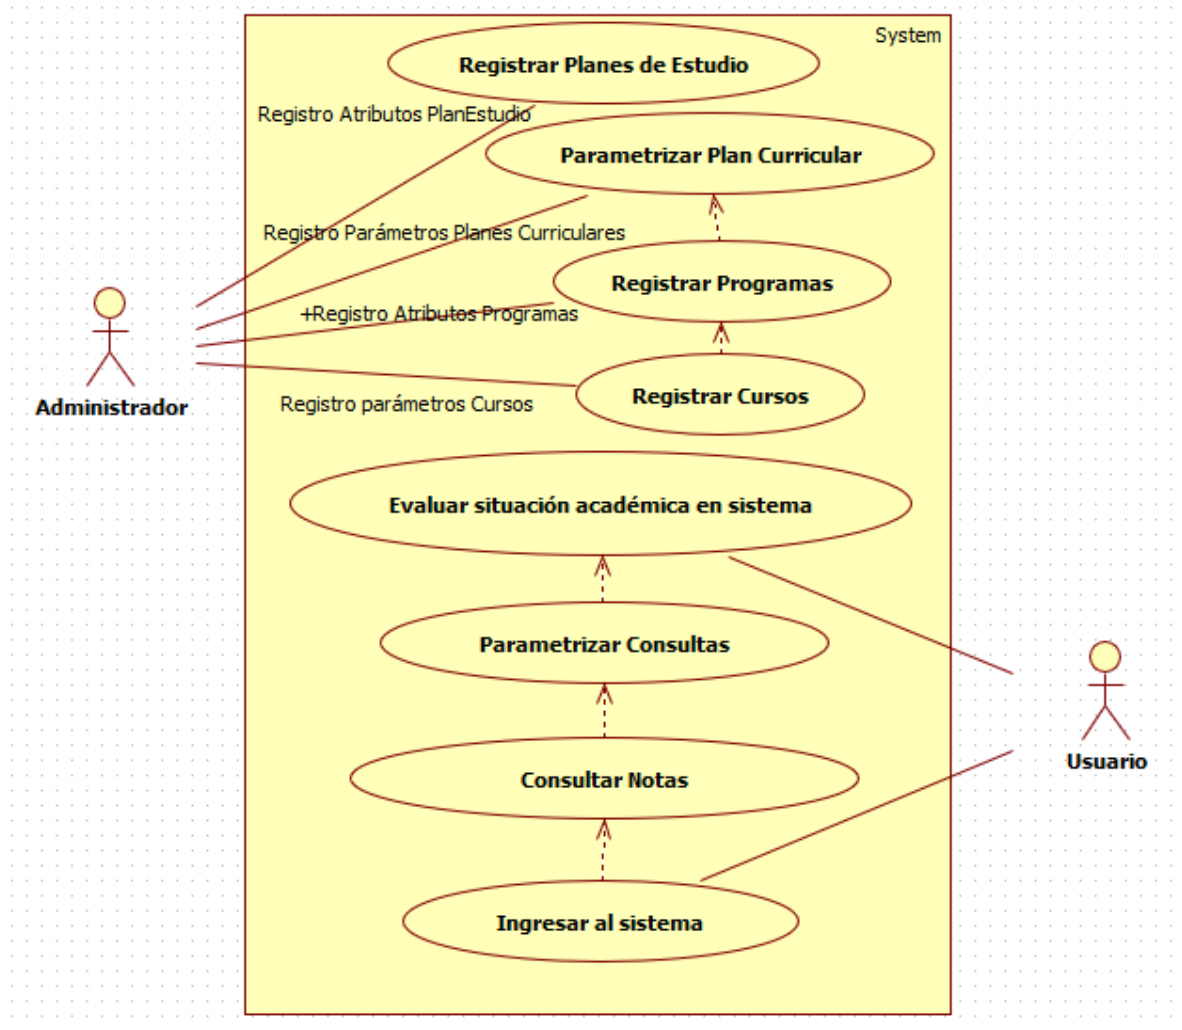 System
Registrar Planes de Estudio
Registro Atributos PlanEstudio
Parametrizar Plan Curricular
Registro Parámetros Planes Curriculares
Registrar Programas
+Registro Atributos Programas
Registrar Cursos
Registro parámetros Cursos
Administrador
Evaluar situación académica en sistema
Parametrizar Consultas
Consultar Notas
Usuario
Ingresar al sistema